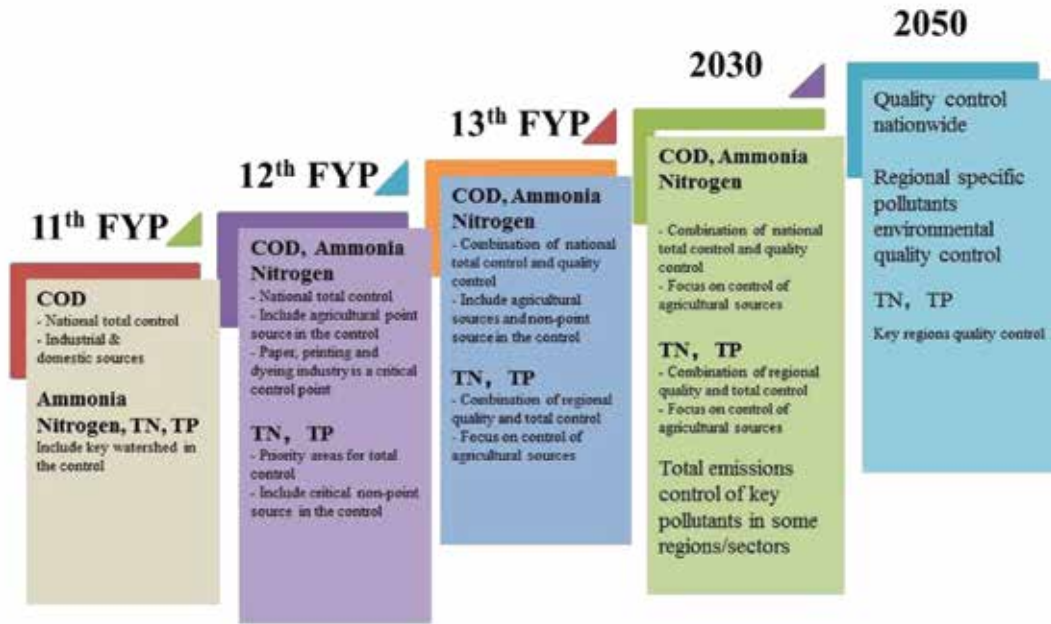 11th FYP
COD
- National total control
- Industrial &
domestic sources
Ammonia
Nitrogen, TN, TP
Include key watershed in
the control
12th FYP
COD, Ammonia
Nitrogen
- National total control
- Include agricultural point
source in the control
- Paper, printing and
dyeing industry is a critical
control point
TN, TP
- Priority areas for total
control
- Include critical non-point
source in the control
13th FYP
COD, Ammonia
Nitrogen
- Combination of national
total control and quality
control
- Include agricultural
sources and non-point
source in the control
TN, TP
- Combination of regional
quality and total control
- Focus on control of
agricultural sources
2030
COD, Ammonia
Nitrogen
- Combination of national
total control and quality
control
- Focus on control of
agricultural sources
TN, TP
- Combination of regional
quality and total control
- Focus on control of
agricultural sources
Total emissions
control of key
pollutants in some
regions/sectors
2050
Quality control
nationwide
Regional specific
pollutants
environmental
quality control
TN, TP
Key regions quality control